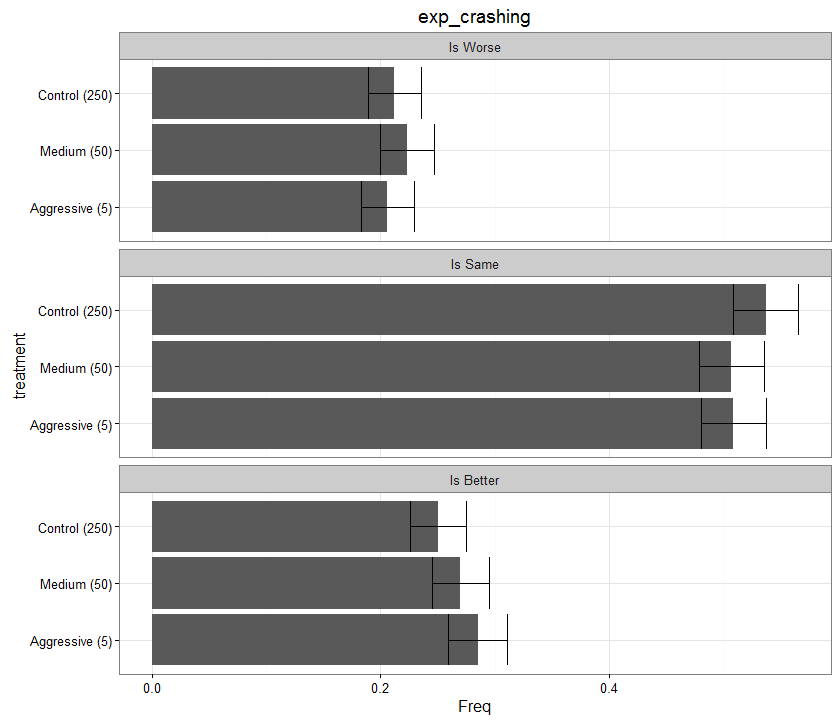 exp_crashing
Is Worse
Control (250)
Medium (50)
Aggressive (5)
Is Same
Control (250)
Medium (50)
Aggressive (5)
Is Better
Control (250)
Medium (50)
Aggressive (5)
treatment
0.0 0.2 0.4
Freq